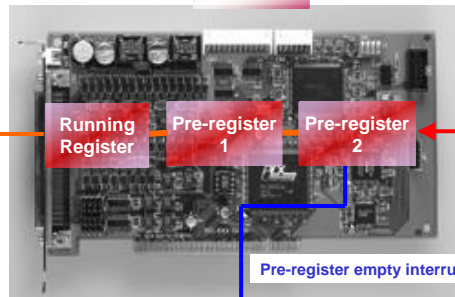 Running
Register
Pre-register
1
Pre-register
2
Pre-register empty interru